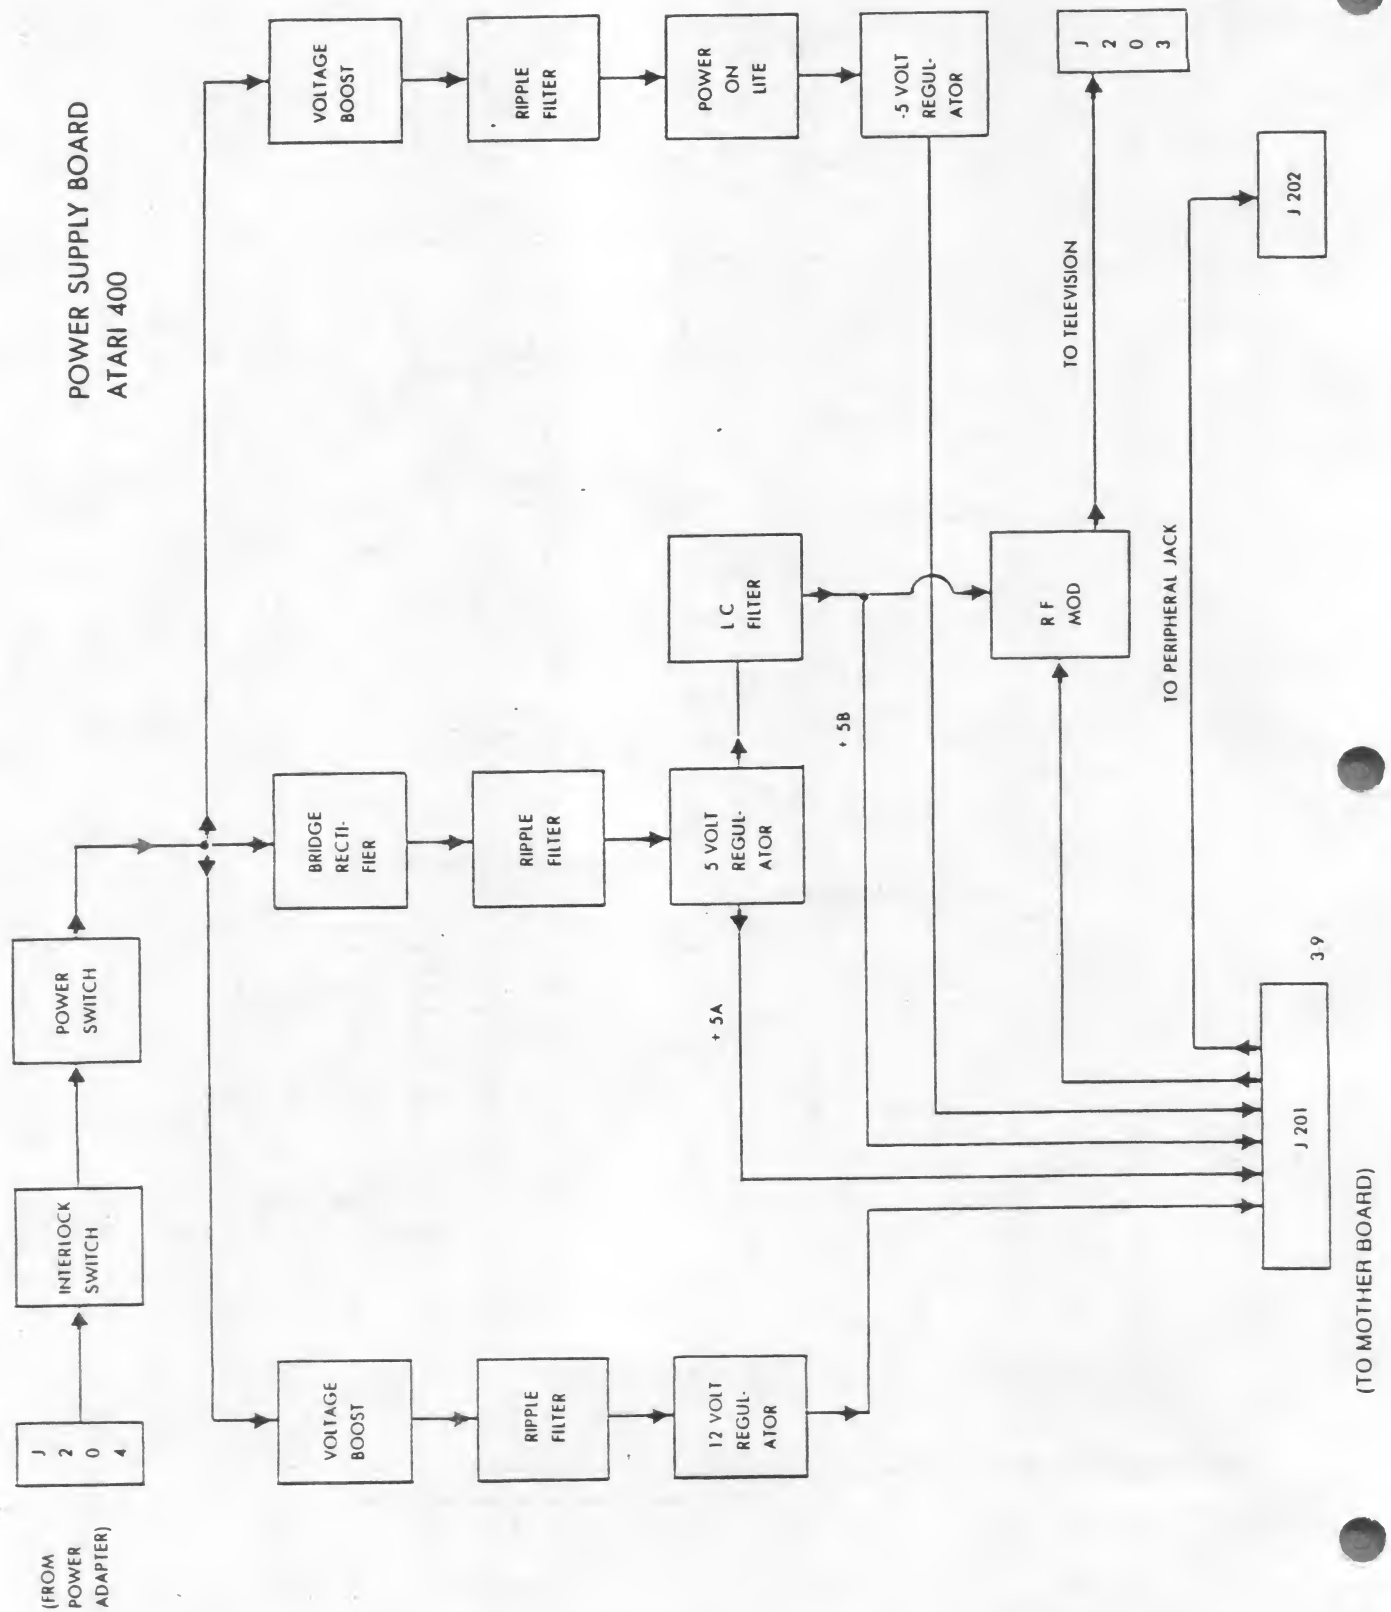 POWER SUPPLY BOARD
ATARI 400
(FROM
POWER
ADAPTER)
J
2
0
4
INTERLOCK
SWITCH
POWER
SWITCH
VOLTAGE
BOOST
RIPPLE
FILTER
12 VOLT
REGUL-
ATOR
BRIDGE
RECTI-
FIER
RIPPLE
FILTER
5 VOLT
REGUL-
ATOR
+ 5A
L C
FILTER
+ 5B
VOLTAGE
BOOST
RIPPLE
FILTER
POWER
ON
LITE
-5 VOLT
REGUL-
ATOR
R F
MOD
TO TELEVISION
J
2
0
3
TO PERIPHERAL JACK
J 202
J 201
(TO MOTHER BOARD)
3-9